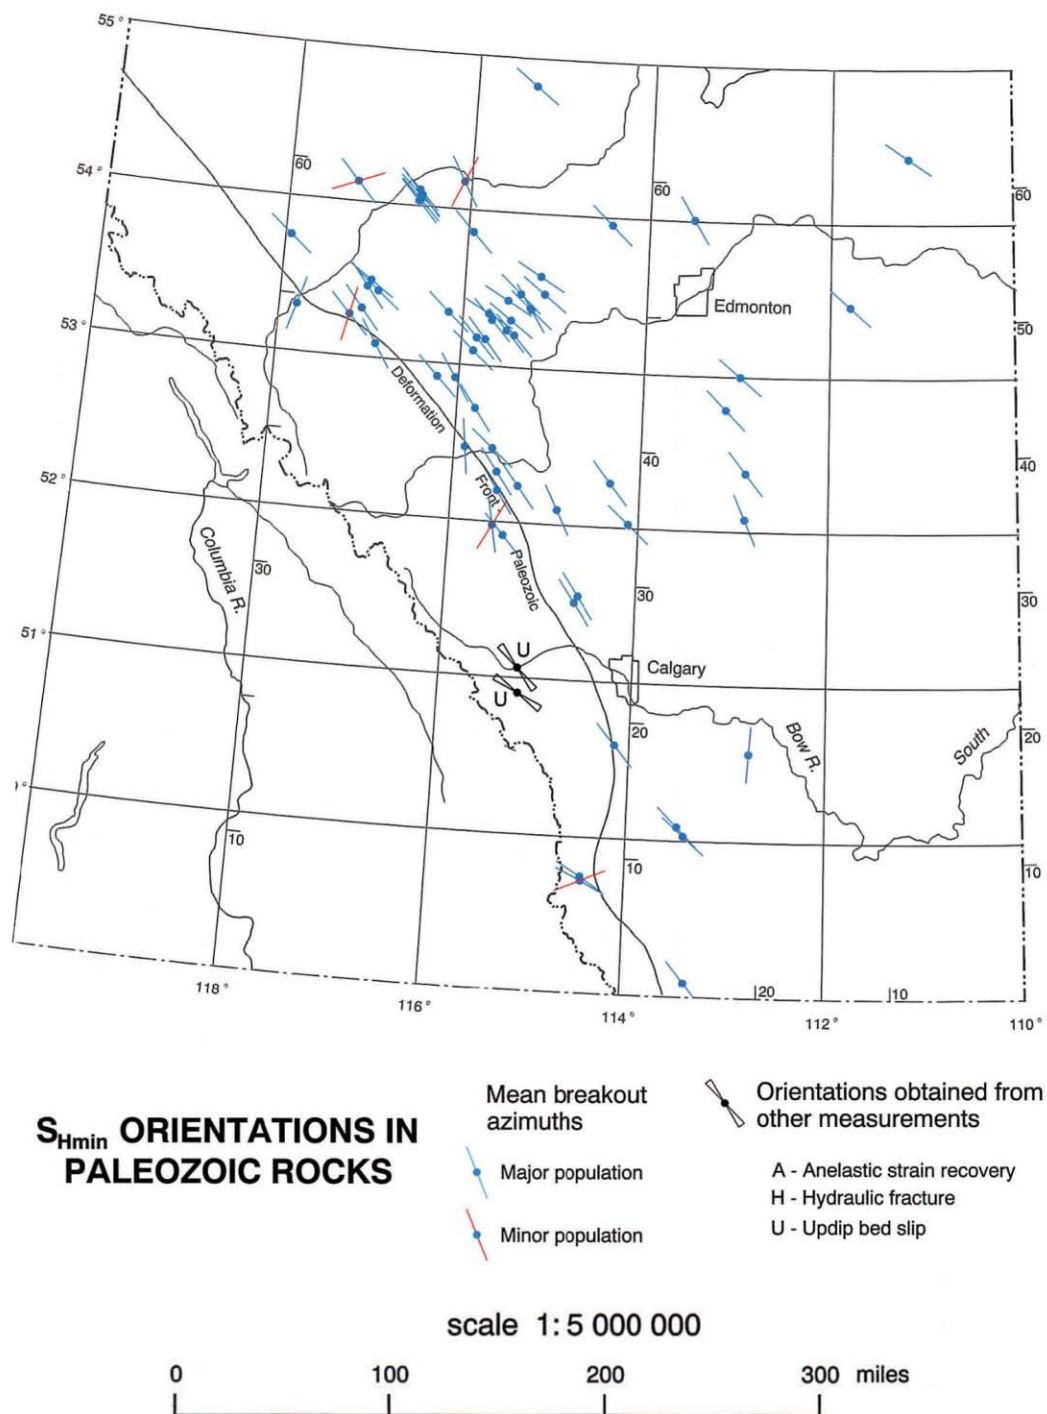 55°
60
54°
60
60
Edmonton
50
53°
Deformation
40
40
52°
Front
Columbia R.
30
Paleozoic
30
30
51°
U
Calgary
U
20
Bow R.
South
20
)°
10
10
10
118°
116°
114°
20
112°
10
110°
Mean breakout
azimuths
Orientations obtained from
other measurements
SHmin ORIENTATIONS IN
PALEOZOIC ROCKS
Major population
Minor population
A - Anelastic strain recovery
H - Hydraulic fracture
U - Updip bed slip
scale 1: 5 000 000
0 100 200 300 miles